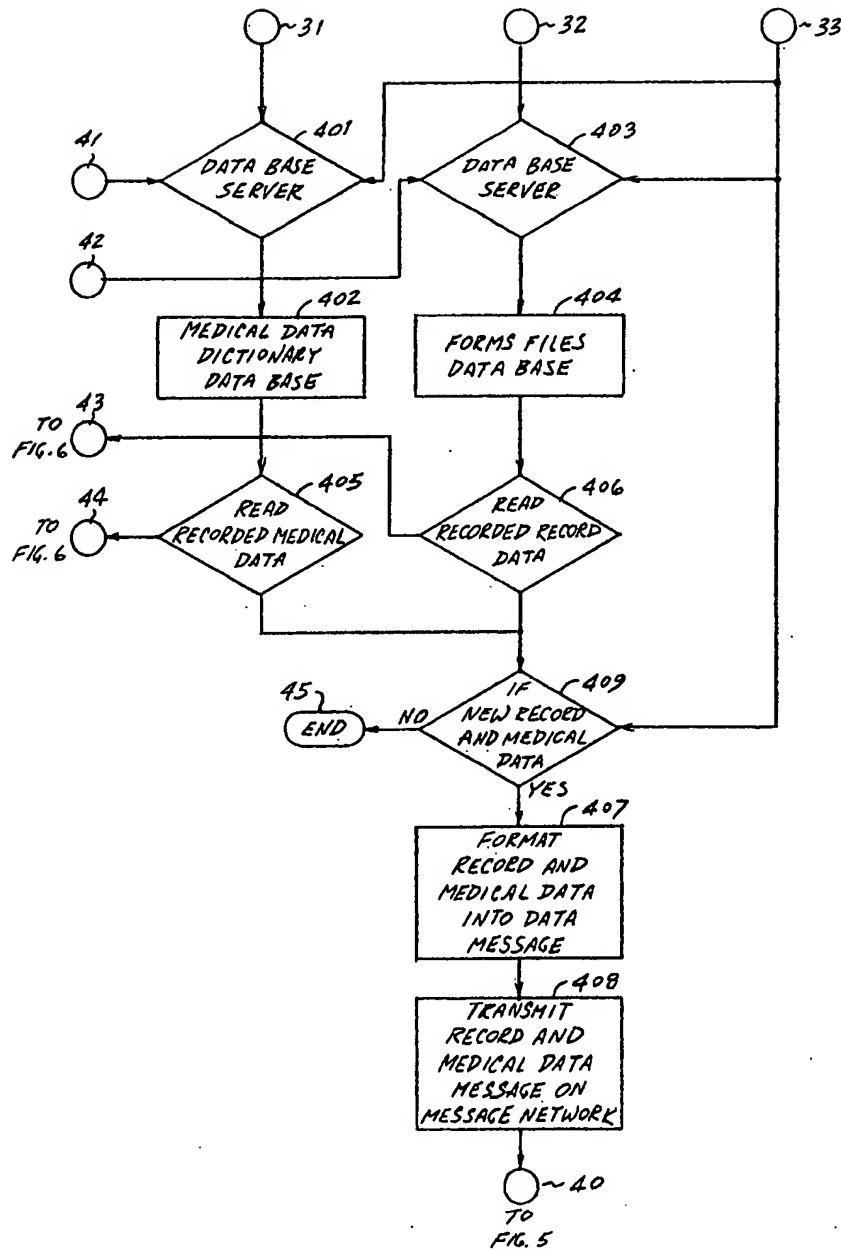 31
32
33
401
403
41
DATA BASE
SERVER
DATA BASE
SERVER
42
402
404
MEDICAL DATA
DICTIONARY
DATA BASE
FORMS FILES
DATA BASE
43
TO
FIG. 6
405
406
44
TO
FIG. 6
READ
RECORDED MEDICAL
DATA
READ
RECORDED RECORD
DATA
45
END
NO
409
IF
NEW RECORD
AND MEDICAL
DATA
YES
407
FORMAT
RECORD AND
MEDICAL DATA
INTO DATA
MESSAGE
408
TRANSMIT
RECORD AND
MEDICAL DATA
MESSAGE ON
MESSAGE NETWORK
40
TO
FIG. 5